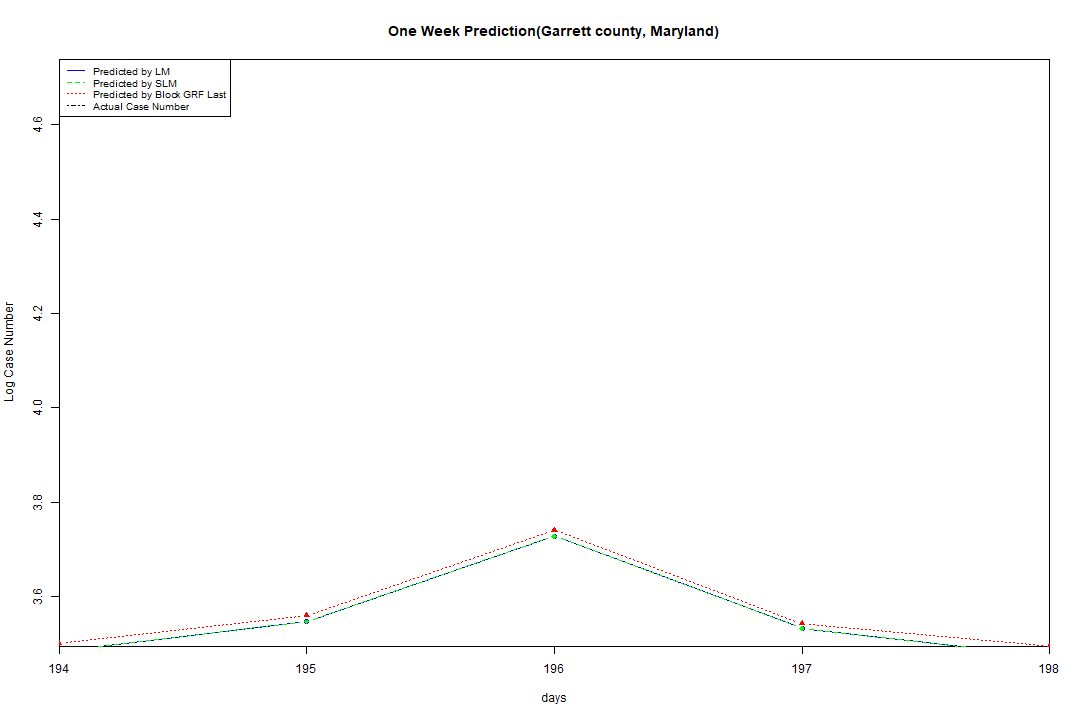 One Week Prediction(Garrett county, Maryland)
Predicted by LM
Predicted by SLM
Predicted by Block GRF Last
Actual Case Number
Log Case Number
4.6
4.4
4.2
4.0
3.8
3.6
194 195 196 197 198
days